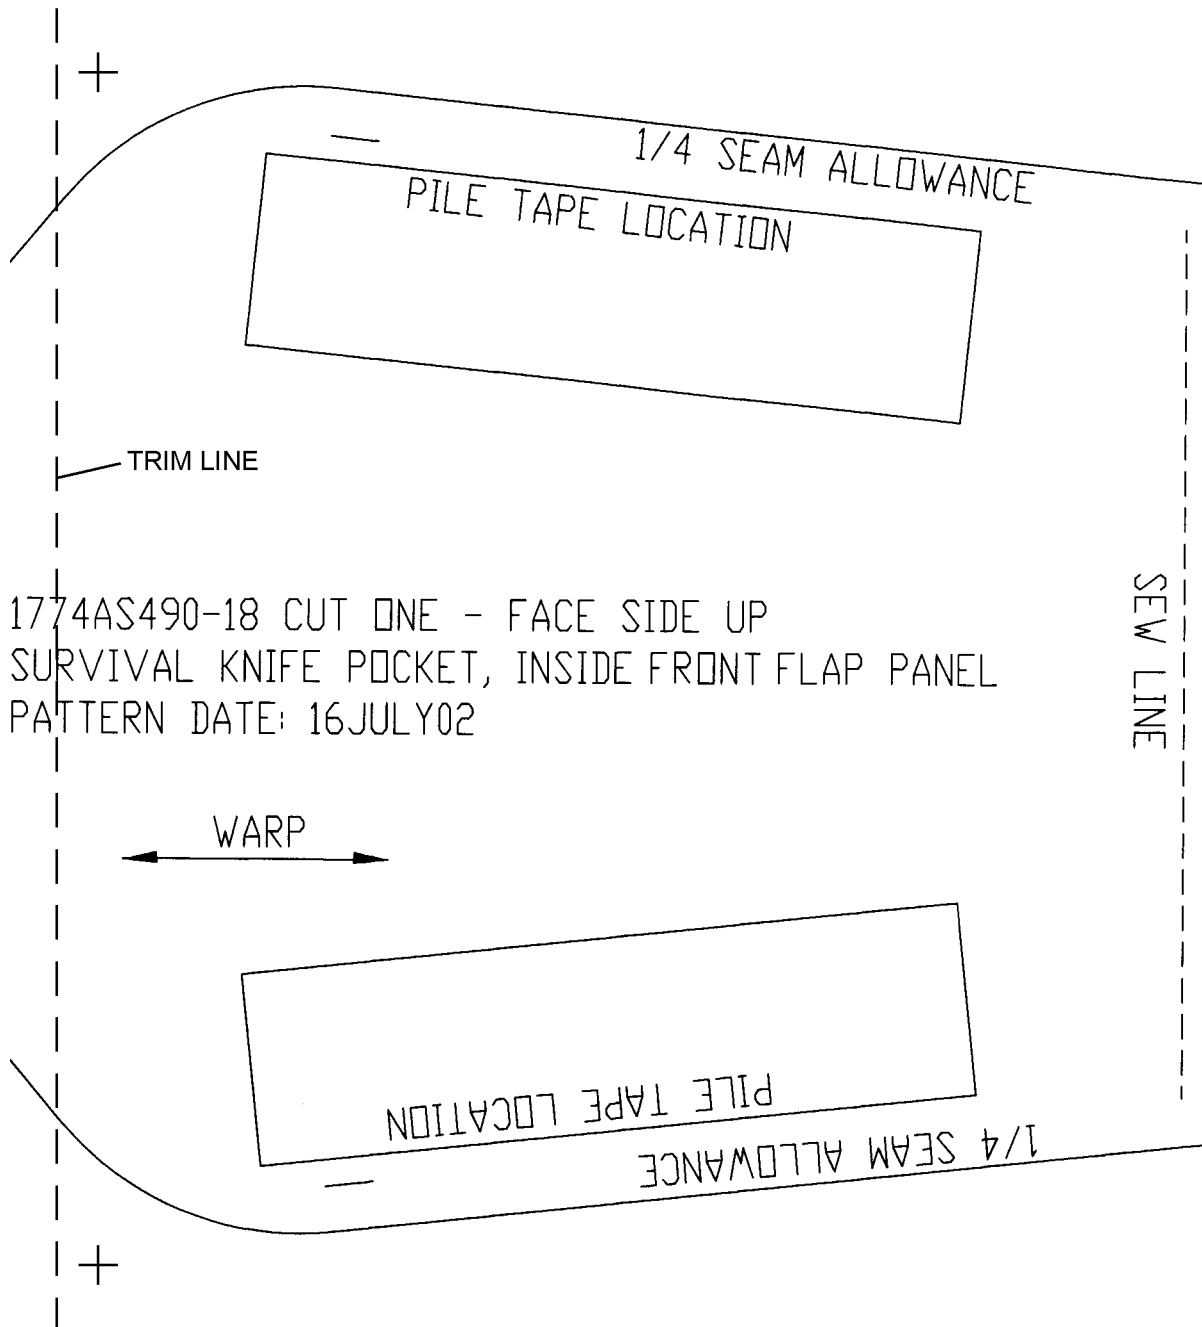 1/4 SEAM ALLOWANCE
PILE TAPE LOCATION
TRIM LINE
1774AS490-18 CUT ONE - FACE SIDE UP
SURVIVAL KNIFE POCKET, INSIDE FRONT FLAP PANEL
PATTERN DATE: 16JULY02
SEW LINE
WARP
PILE TAPE LOCATION
1/4 SEAM ALLOWANCE